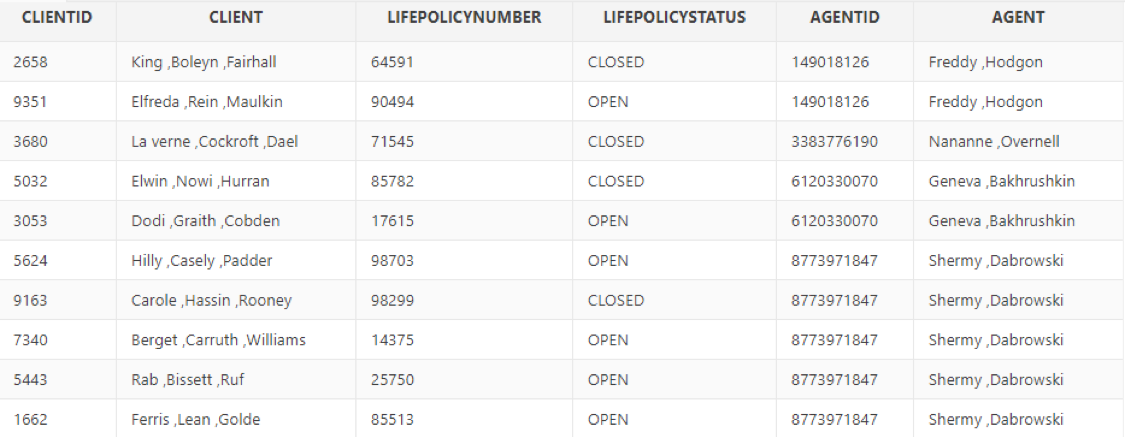 CLIENTID CLIENT LIFEPOLICYNUMBER LIFEPOLICYSTATUS AGENTID AGENT
2658 King ,Boleyn ,Fairhall 64591 CLOSED 149018126 Freddy ,Hodgon
9351 Elfreda ,Rein ,Maulkin 90494 OPEN 149018126 Freddy ,Hodgon
3680 La verne ,Cockroft ,Dael 71545 CLOSED 3383776190 Nananne ,Overnell
5032 Elwin ,Nowi ,Hurran 85782 CLOSED 6120330070 Geneva ,Bakhrushkin
3053 Dodi ,Graith ,Cobden 17615 OPEN 6120330070 Geneva ,Bakhrushkin
5624 Hilly ,Casely ,Padder 98703 OPEN 8773971847 Shermy ,Dabrowski
9163 Carole ,Hassin ,Rooney 98299 CLOSED 8773971847 Shermy ,Dabrowski
7340 Berget ,Carruth ,Williams 14375 OPEN 8773971847 Shermy ,Dabrowski
5443 Rab ,Bissett ,Ruf 25750 OPEN 8773971847 Shermy ,Dabrowski
1662 Ferris ,Lean ,Golde 85513 OPEN 8773971847 Shermy ,Dabrowski